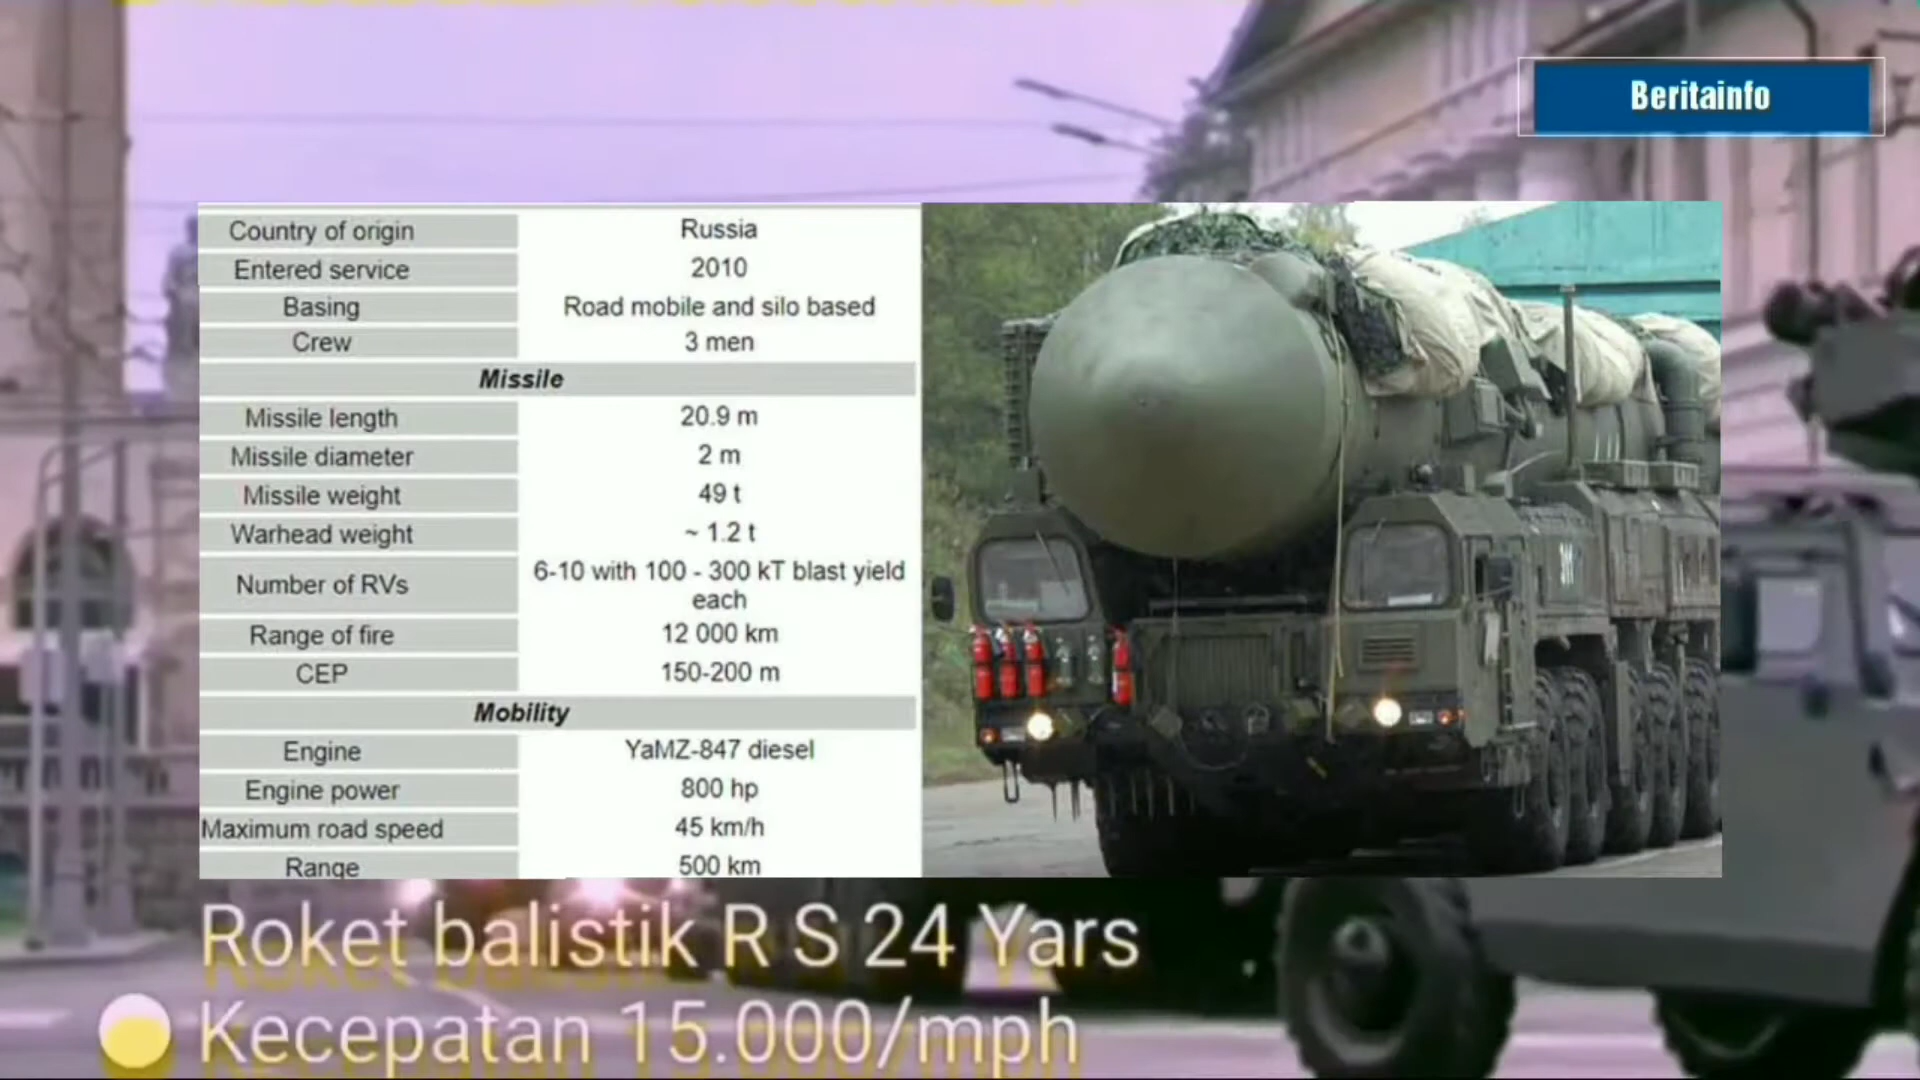 Beritainfo
Country of origin Russia
Entered service 2010
Basing Road mobile and silo based
Crew 3 men
Missile
Missile length 20.9 m
Missile diameter 2 m
Missile weight 49 t
Warhead weight ~ 1.2 t
Number of RVs 6-10 with 100 - 300 kT blast yield
each
Range of fire 12 000 km
CEP 150-200 m
Mobility
Engine YaMZ-847 diesel
Engine power 800 hp
Maximum road speed 45 km/h
Range 500 km
Roket balistik R S 24 Yars
Kecepatan 15.000/mph